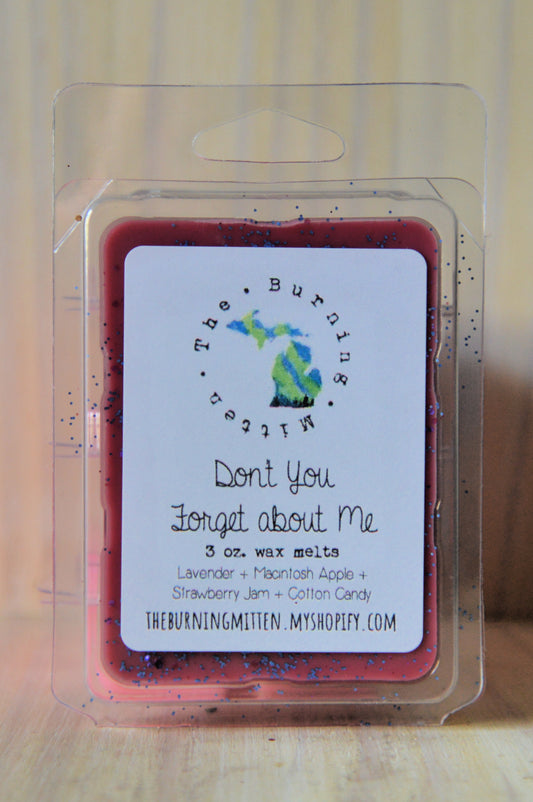 The • Burning • Mitten •
Dont You
Forget about Me
3 oz. wax melts
Lavender + Macintosh Apple +
Strawberry Jam + Cotton Candy
THEBURNINGMITTEN.MYSHOPIFY.COM